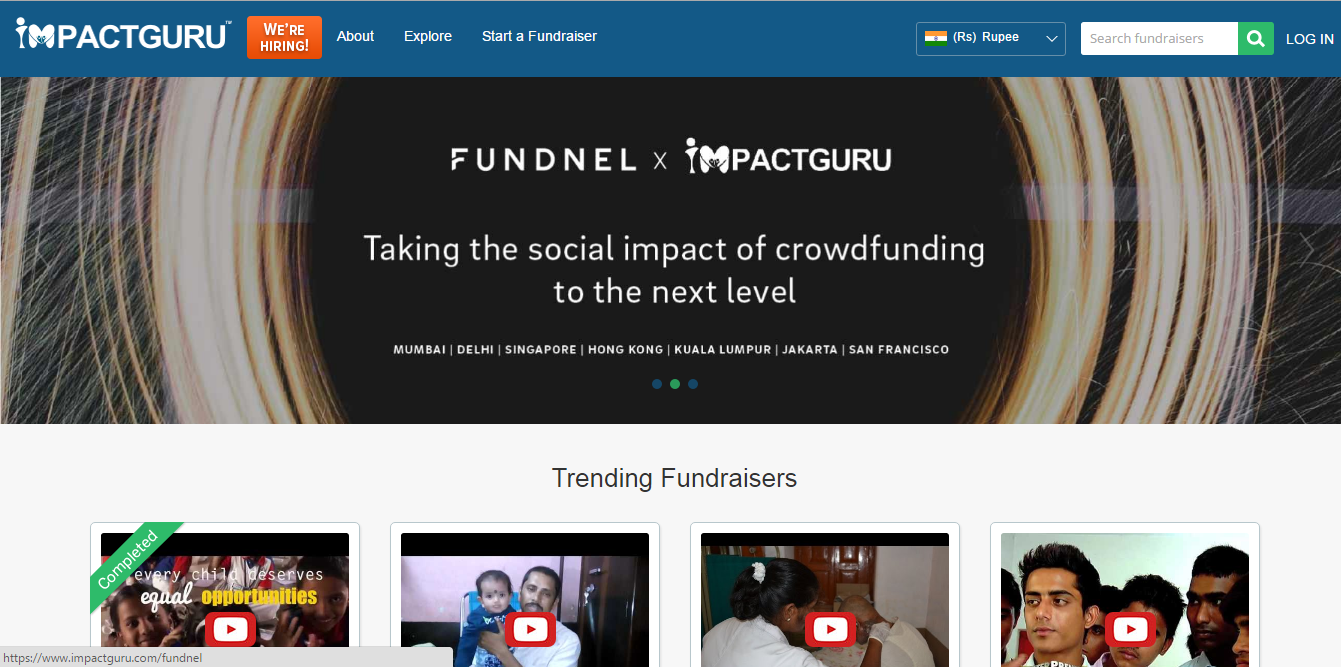 iMPACTGURU™
WE'RE
HIRING!
About
Explore
Start a Fundraiser
(Rs) Rupee
Search fundraisers
LOG IN
FUNDNEL x iMPACTGURU
Taking the social impact of crowdfunding
to the next level
MUMBAI | DELHI | SINGAPORE | HONG KONG | KUALA LUMPUR | JAKARTA | SAN FRANCISCO
Trending Fundraisers
Completed
every child deserves
equal opportunities
https://www.impactguru.com/fundnel